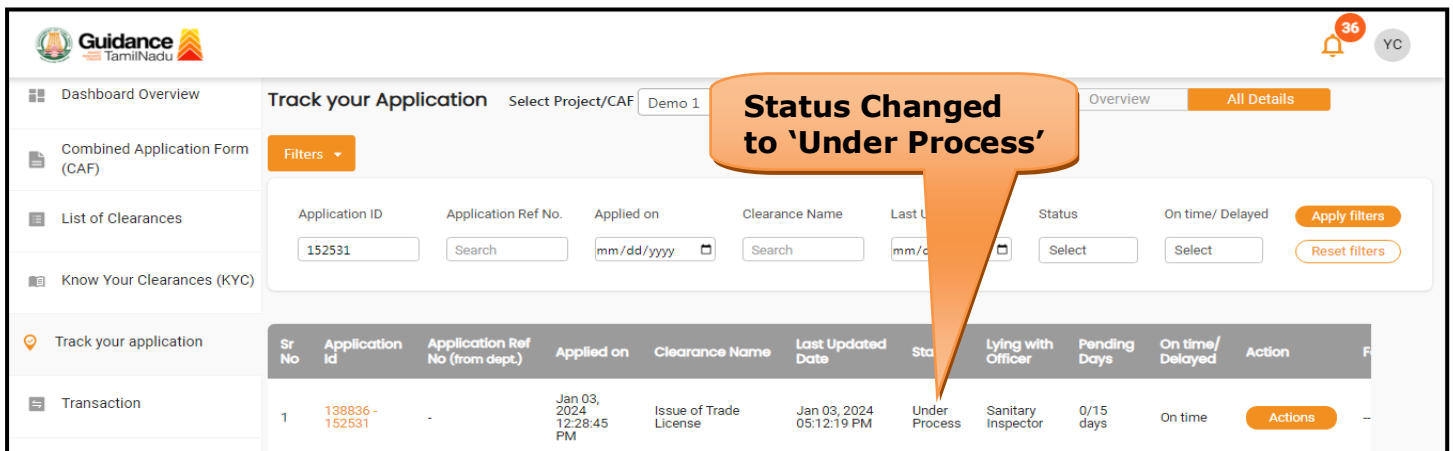 Guidance
TamilNadu
36
YC
Dashboard Overview
Combined Application Form
(CAF)
List of Clearances
Know Your Clearances (KYC)
Track your application
Transaction
Track your Application
Select Project/CAF
Demo 1
Overview
All Details
Status Changed
to ‘Under Process’
Filters
Application ID
Application Ref No.
Applied on
Clearance Name
Last U
Status
On time/ Delayed
Apply filters
152531
Search
mm/dd/yyyy
Search
Select
Select
Reset filters
Sr
No
Application
Id
Application Ref
No (from dept.)
Applied on
Clearance Name
Last Updated
Date
Lying with
Officer
Pending
Days
On time/
Delayed
Action
1
138836 -
152531
-
Jan 03,
2024
12:28:45
PM
Issue of Trade
License
Jan 03, 2024
05:12:19 PM
Under
Process
Sanitary
Inspector
0/15
days
On time
Actions
--